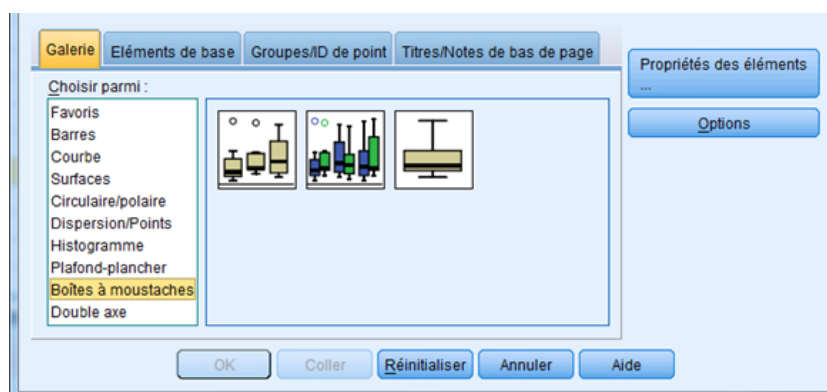 Galerie Eléments de base Groupes/ID de point Titres/Notes de bas de page
Propriétés des éléments
...
Choisir parmi :
Favoris
Options
Barres
Courbe
Surfaces
Circulaire/polaire
Dispersion/Points
Histogramme
Plafond-plancher
Boîtes à moustaches
Double axe
OK Coller Réinitialiser Annuler Aide